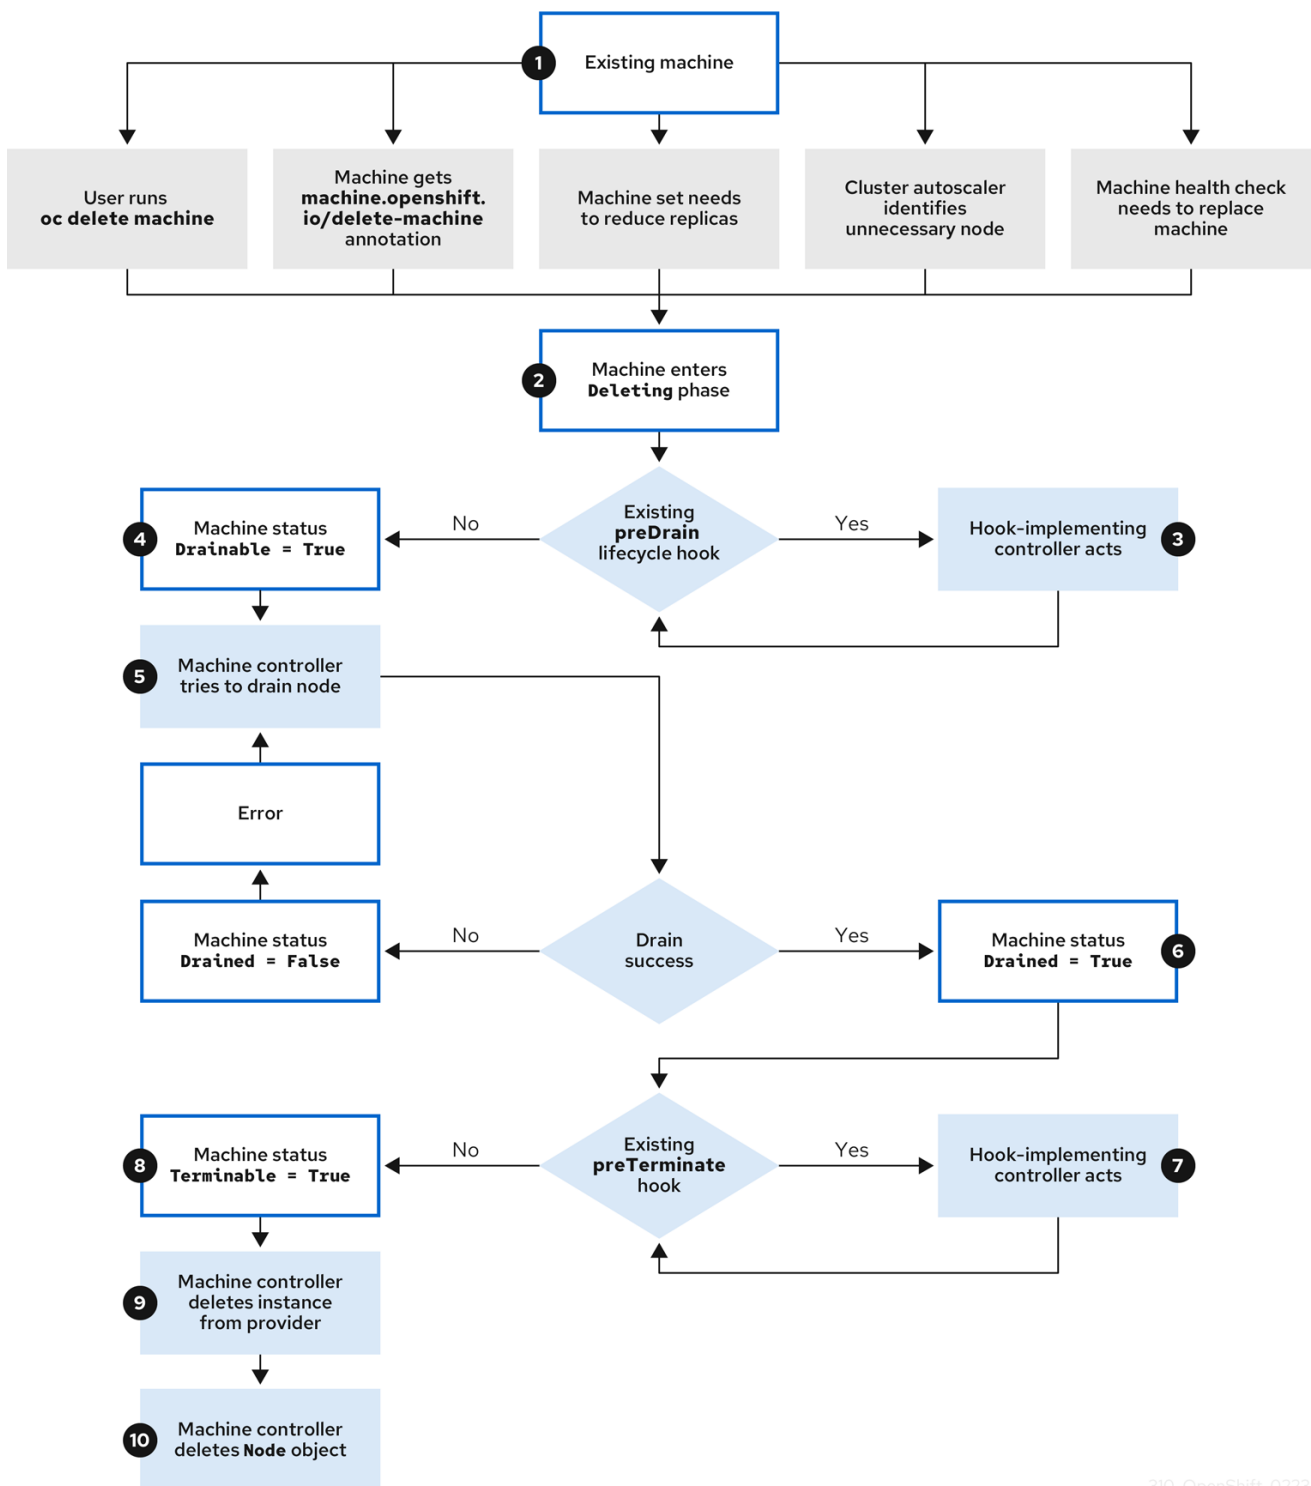 1
Existing machine
User runs
oc delete machine
Machine gets
machine.openshift.
io/delete-machine
annotation
Machine set needs
to reduce replicas
Cluster autoscaler
identifies
unnecessary node
Machine health check
needs to replace
machine
2
Machine enters
Deleting phase
4
Machine status
Drainable = True
No
Existing
preDrain
lifecycle hook
Yes
Hook-implementing
controller acts
3
5
Machine controller
tries to drain node
Error
Machine status
Drained = False
No
Drain
success
Yes
Machine status
Drained = True
6
8
Machine status
Terminable = True
No
Existing
preTerminate
hook
Yes
Hook-implementing
controller acts
7
9
Machine controller
deletes instance
from provider
10
Machine controller
deletes Node object
310_OpenShift_0223